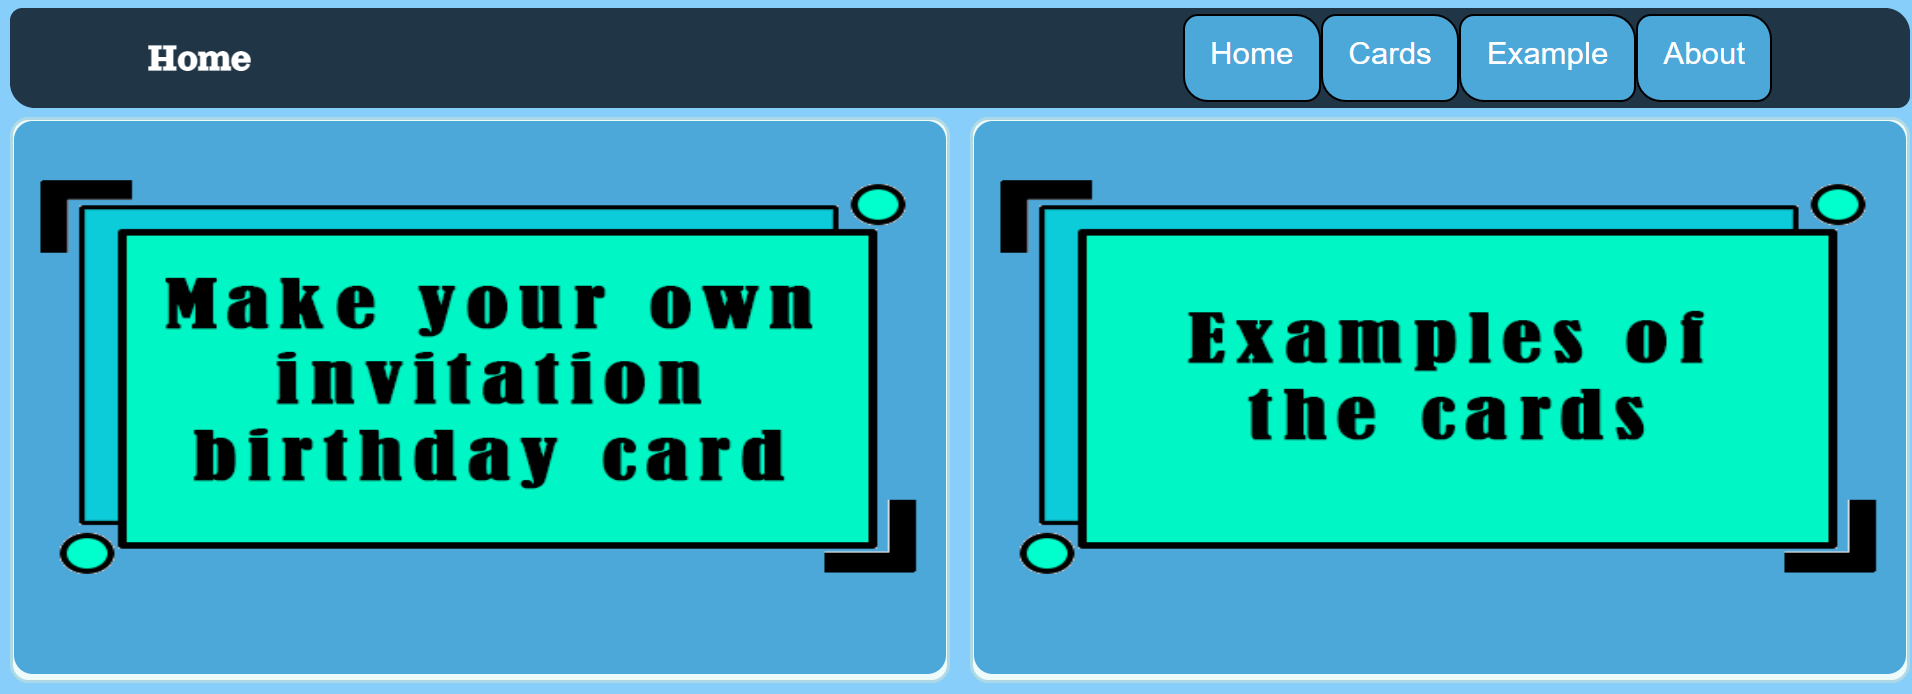 Home
Home
Cards
Example
About
Make your own
invitation
birthday card
Examples of
the cards